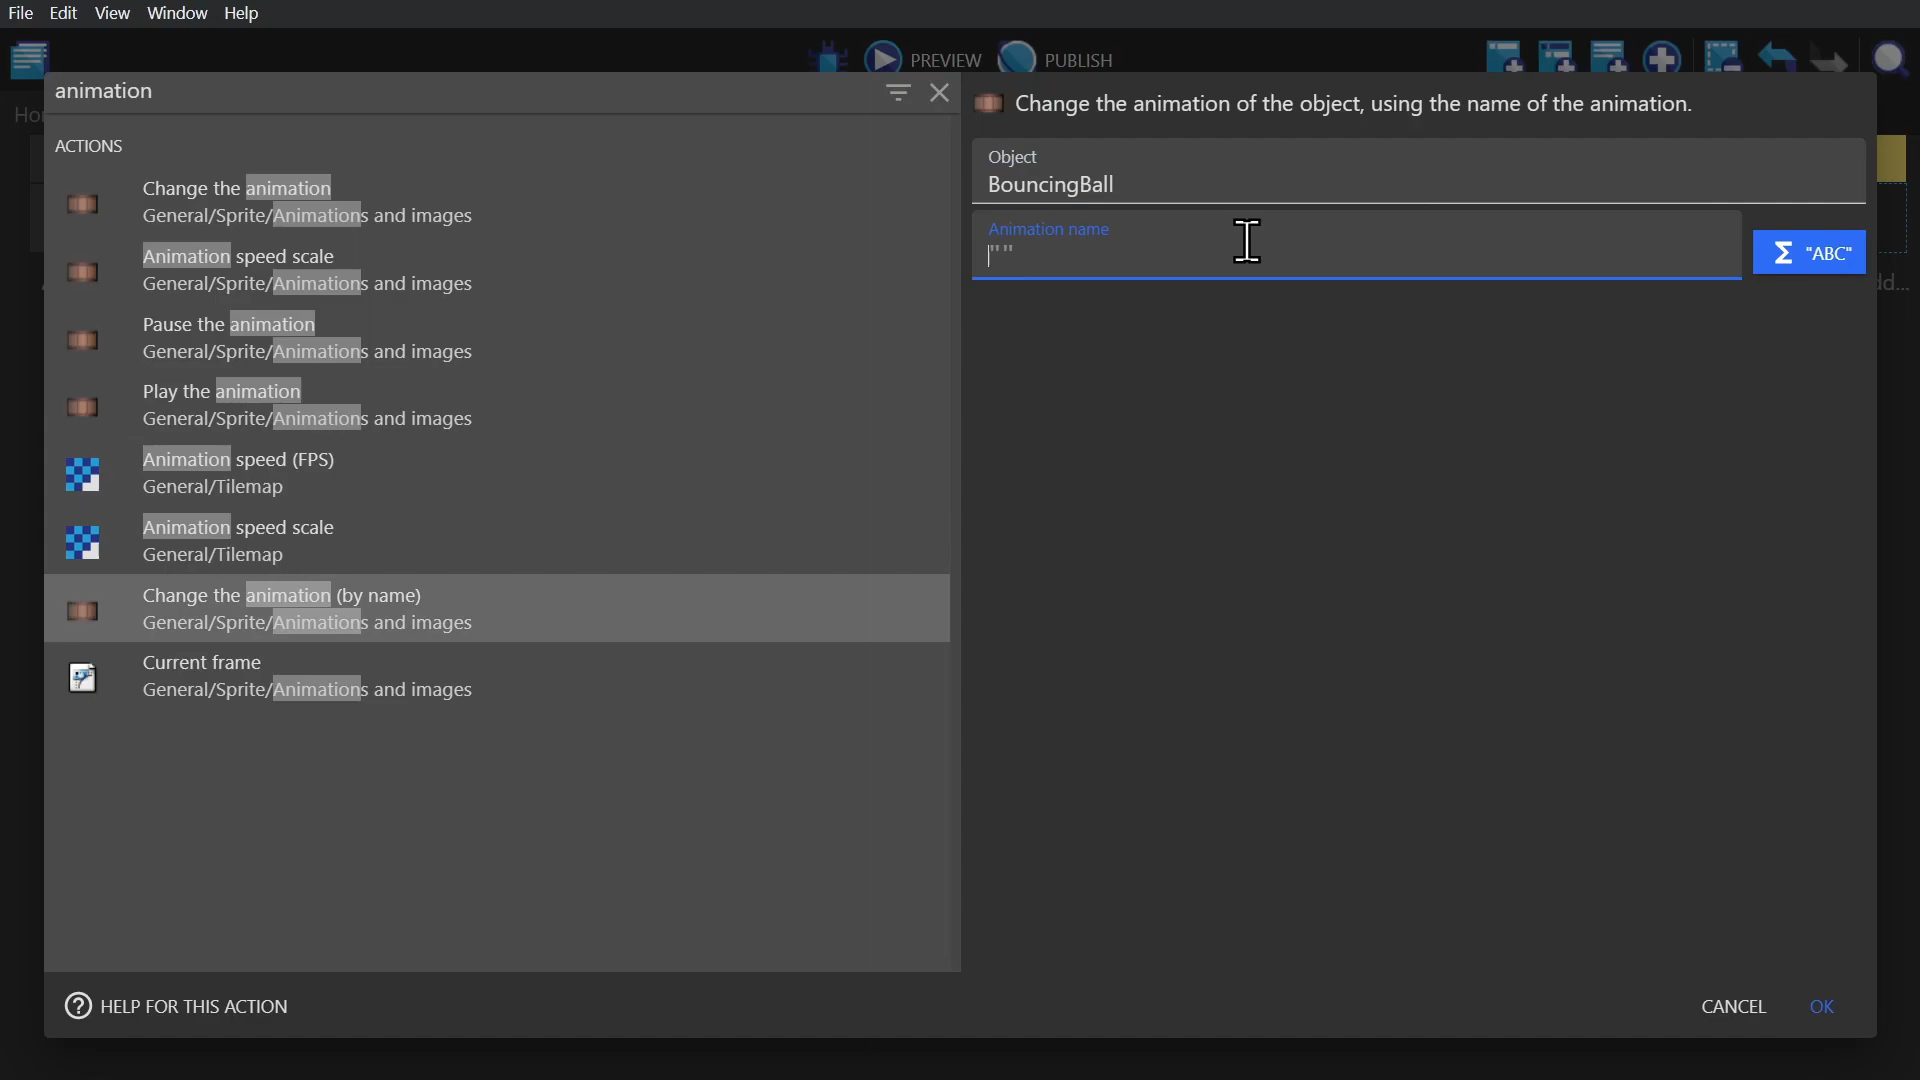 File Edit View Window Help
PREVIEW PUBLISH
animation
ACTIONS
Change the animation
General/Sprite/Animations and images
Animation speed scale
General/Sprite/Animations and images
Pause the animation
General/Sprite/Animations and images
Play the animation
General/Sprite/Animations and images
Animation speed (FPS)
General/Tilemap
Animation speed scale
General/Tilemap
Change the animation (by name)
General/Sprite/Animations and images
Current frame
General/Sprite/Animations and images
HELP FOR THIS ACTION
Change the animation of the object, using the name of the animation.
Object
BouncingBall
Animation name
""
Σ "ABC"
CANCEL OK